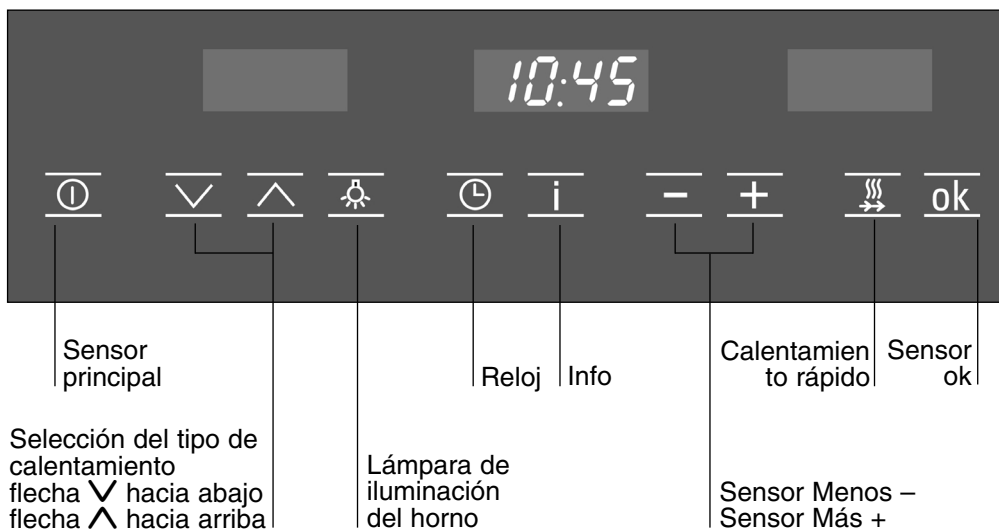 10:45
i
ok
Sensor
principal
Reloj
Info
Calentamien
to rápido
Sensor
ok
Selección del tipo de
calentamiento
flecha ∨ hacia abajo
flecha ∧ hacia arriba
Lámpara de
iluminación
del horno
Sensor Menos –
Sensor Más +